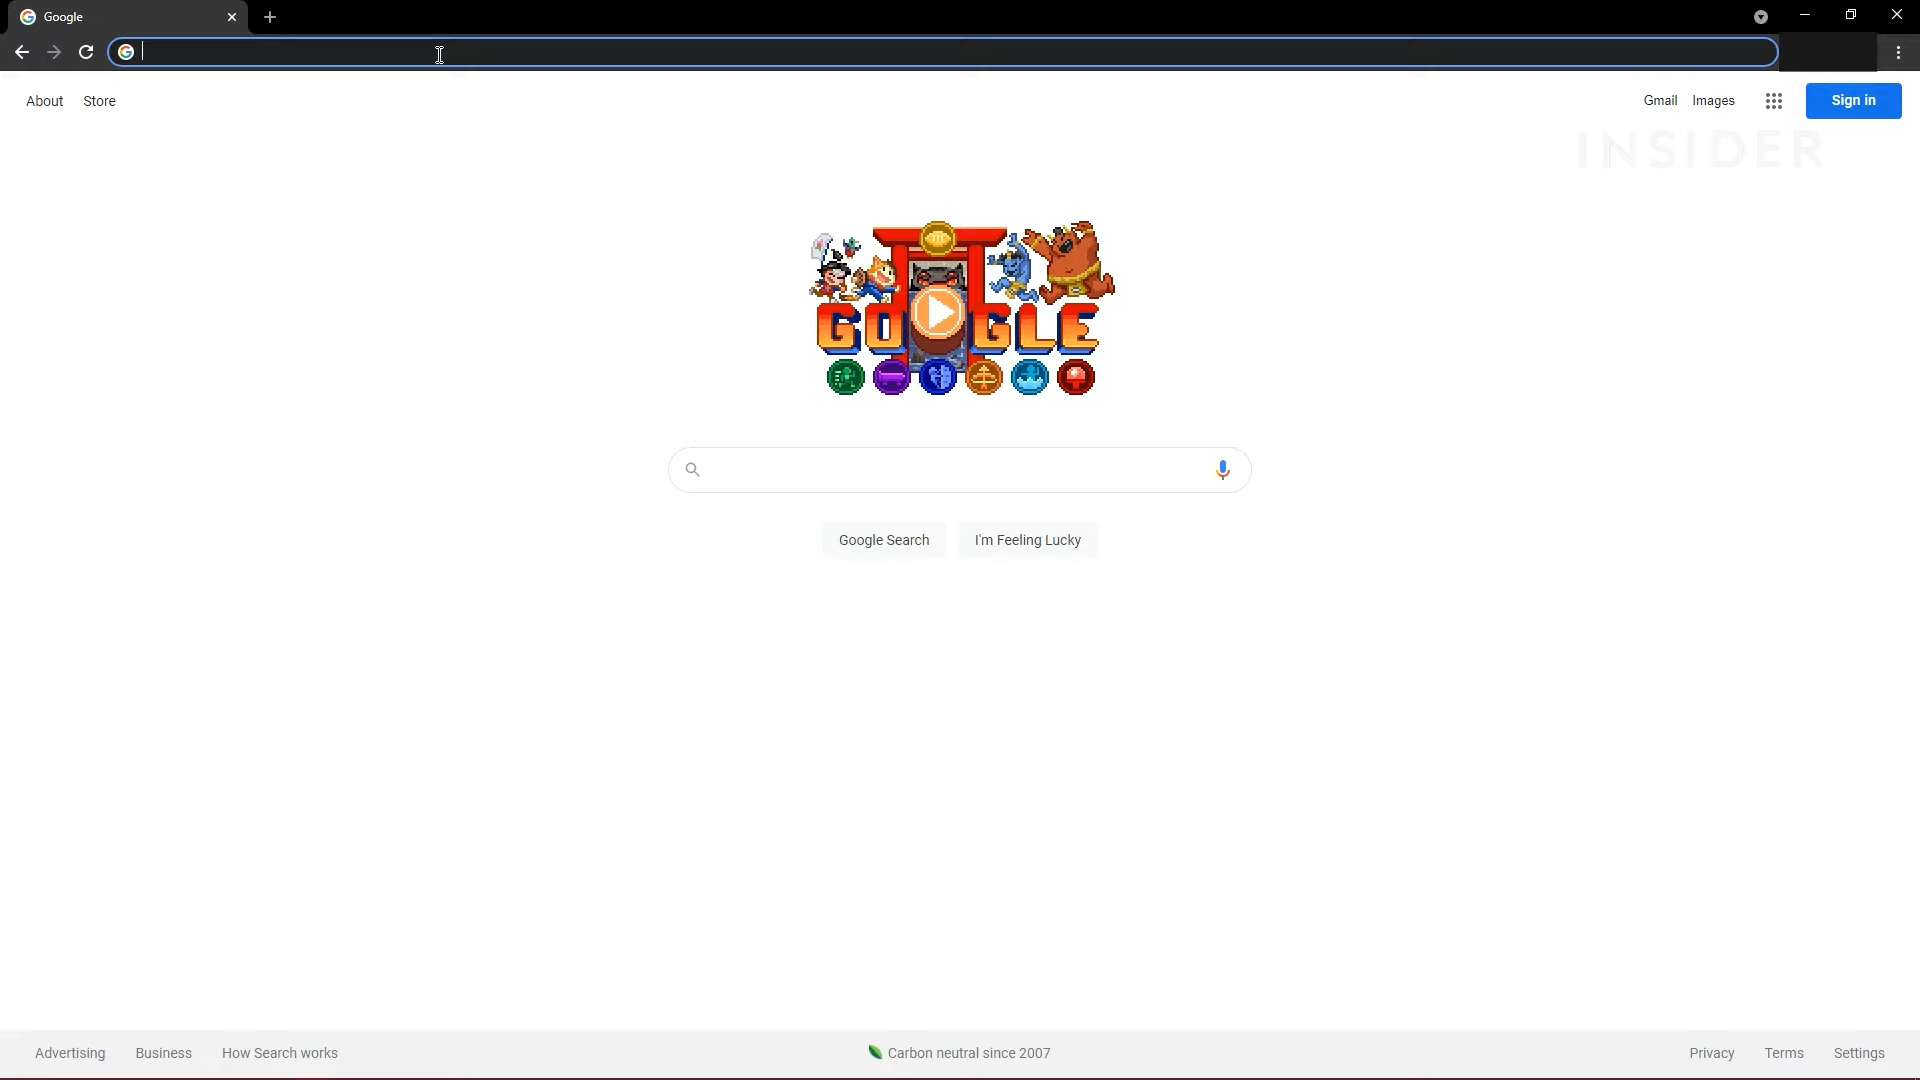 Google
About Store
Gmail Images Sign in
INSIDER
GOOGLE
Google Search I'm Feeling Lucky
Advertising Business How Search works
Carbon neutral since 2007
Privacy Terms Settings